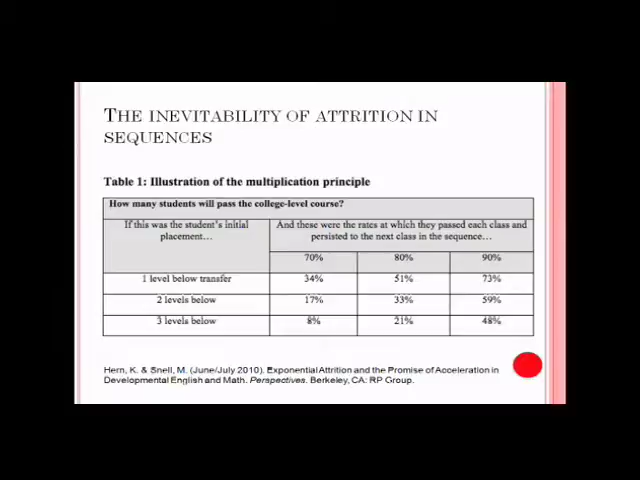 THE INEVITABILITY OF ATTRITION IN
SEQUENCES
Table 1: Illustration of the multiplication principle
How many students will pass the college-level course?
If this was the student's initial
placement...
And these were the rates at which they passed each class and
persisted to the next class in the sequence...
70% 80% 90%
1 level below transfer 34% 51% 73%
2 levels below 17% 33% 59%
3 levels below 8% 21% 48%
Hern, K. & Snell, M. (June/July 2010). Exponential Attrition and the Promise of Acceleration in
Developmental English and Math. Perspectives. Berkeley, CA: RP Group.